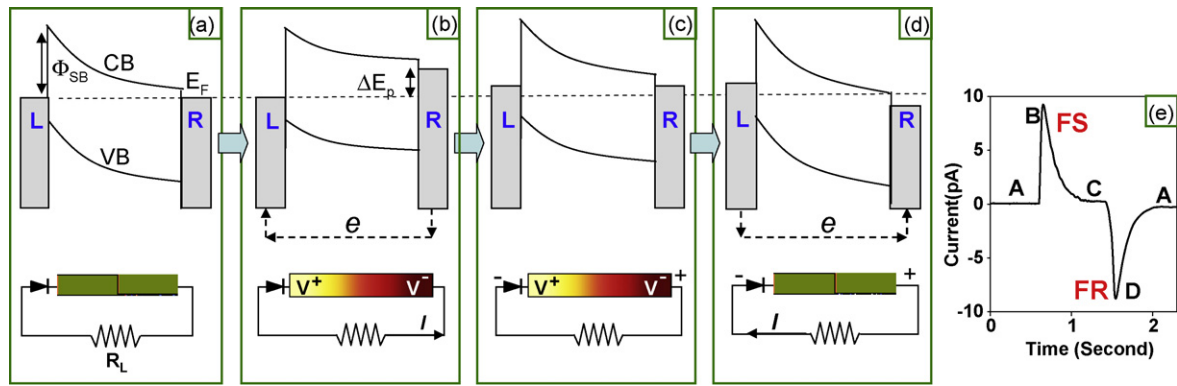 (a)
ΦSB
CB
EF
L
R
VB
RL
(b)
ΔEp
L
R
e
V+ V-
I
(c)
L
R
- V+ V- +
(d)
L
R
e
- +
I
(e)
10
5
0
-5
-10
Current(pA)
A
B
FS
C
A
FR
D
0 1 2
Time (Second)